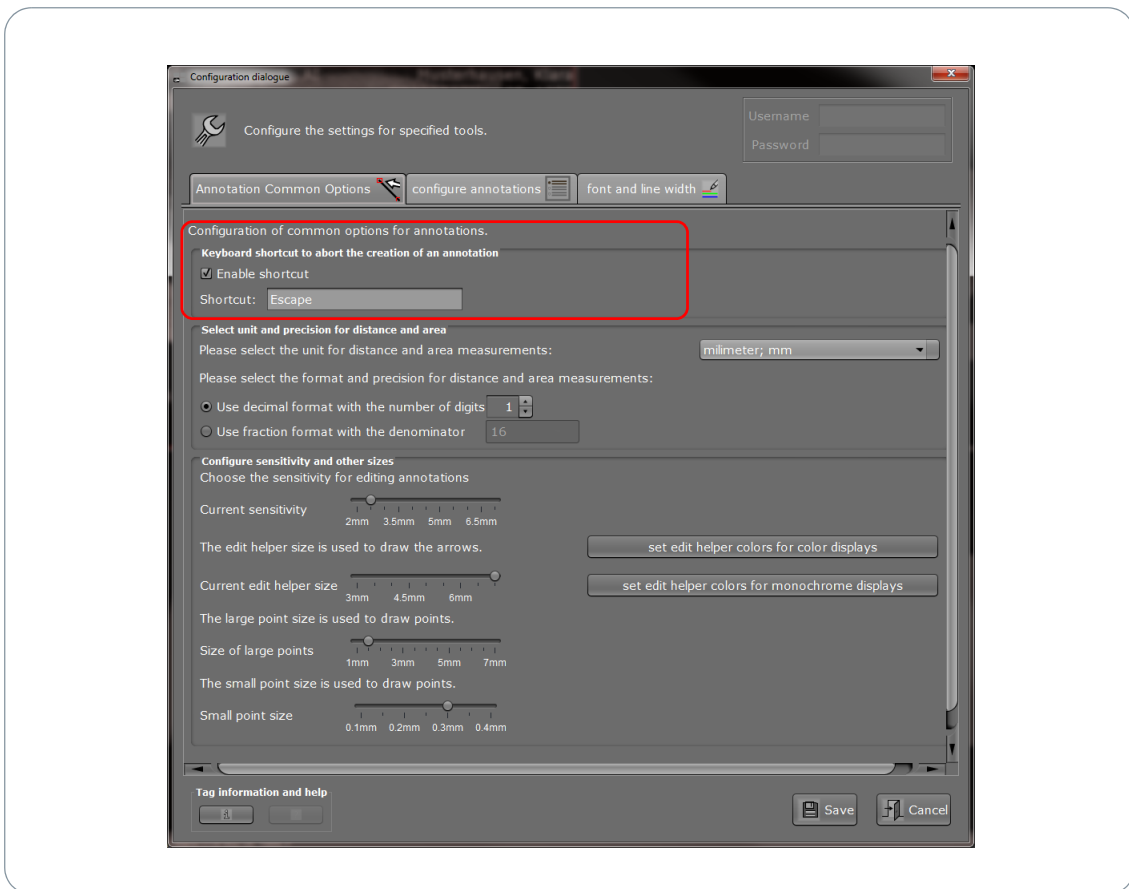 Configuration dialogue
Configure the settings for specified tools.
Username
Password
Annotation Common Options
configure annotations
font and line width
Configuration of common options for annotations.
Keyboard shortcut to abort the creation of an annotation
Enable shortcut
Shortcut: Escape
Select unit and precision for distance and area
Please select the unit for distance and area measurements: milimeter; mm
Please select the format and precision for distance and area measurements:
Use decimal format with the number of digits 1
Use fraction format with the denominator 16
Configure sensitivity and other sizes
Choose the sensitivity for editing annotations
Current sensitivity
2mm 3.5mm 5mm 6.5mm
The edit helper size is used to draw the arrows. set edit helper colors for color displays
Current edit helper size set edit helper colors for monochrome displays
3mm 4.5mm 6mm
The large point size is used to draw points.
Size of large points
1mm 3mm 5mm 7mm
The small point size is used to draw points.
Small point size
0.1mm 0.2mm 0.3mm 0.4mm
Tag information and help
Save Cancel